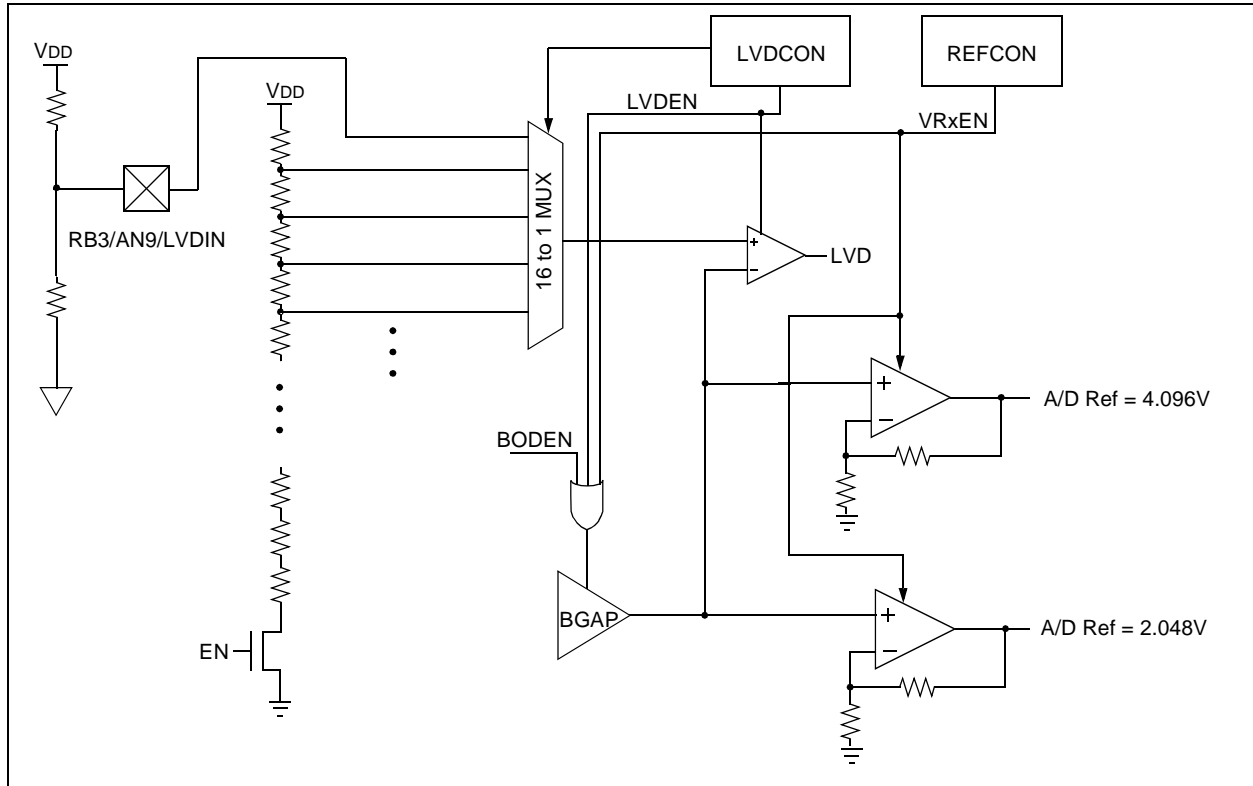 VDD
VDD
LVDCON
REFCON
LVDEN
VRxEN
16 to 1 MUX
RB3/AN9/LVDIN
+
−
LVD
+
−
A/D Ref = 4.096V
BODEN
BGAP
+
−
A/D Ref = 2.048V
EN